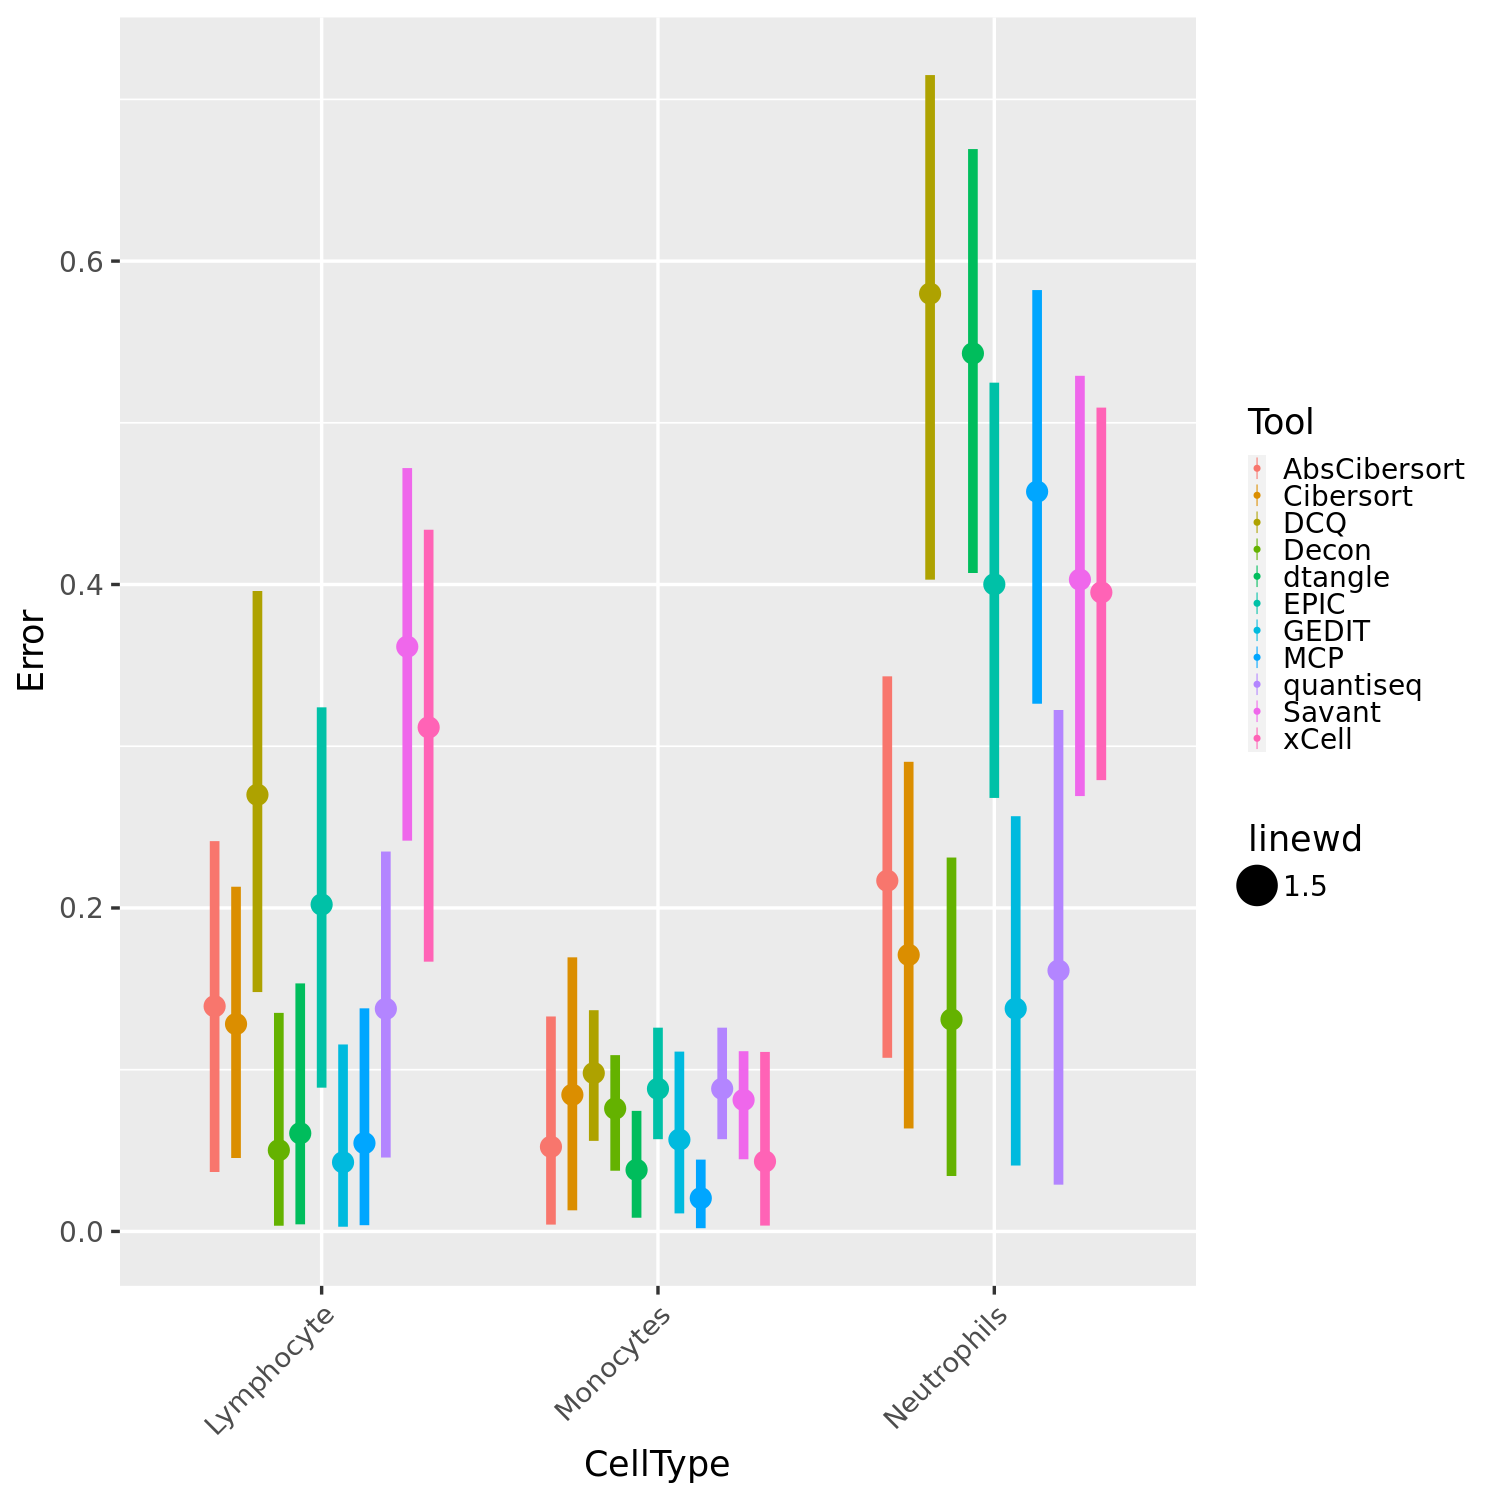 0.6
0.4
0.2
0.0
Error
Lymphocyte
Monocytes
Neutrophils
CellType
Tool
AbsCibersort
Cibersort
DCQ
Decon
dtangle
EPIC
GEDIT
MCP
quantiseq
Savant
xCell
linewd
1.5